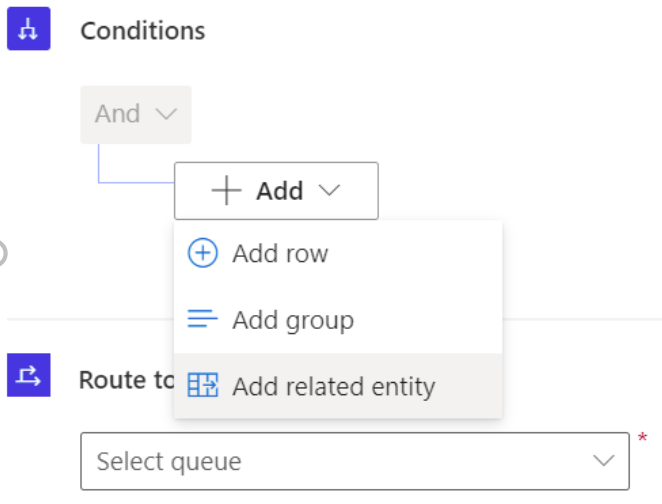 Conditions
And
Add
Add row
Add group
Route to
Add related entity
Select queue
*